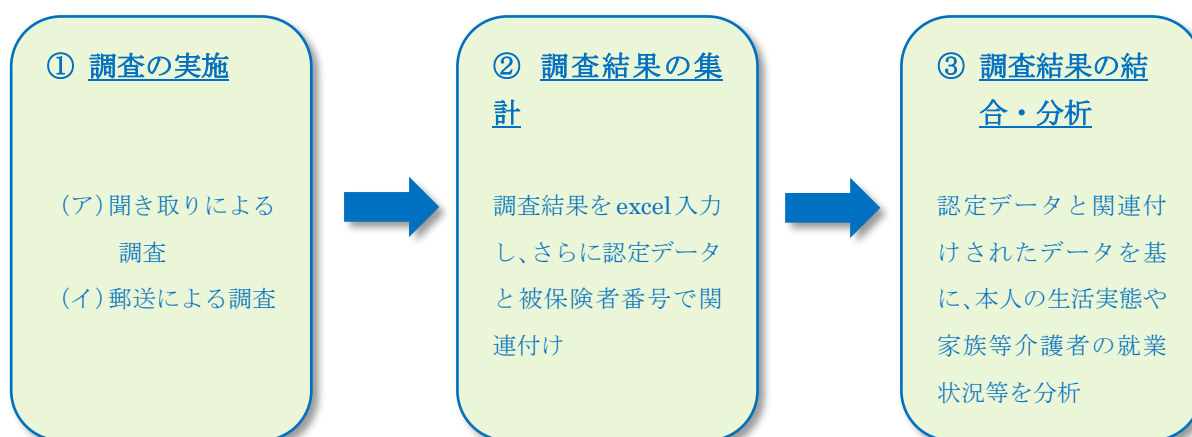 ① 調査の実施
(ア)聞き取りによる
調査
(イ)郵送による調査
② 調査結果の集
計
調査結果をexcel入力
し、さらに認定データ
と被保険者番号で関
連付け
③ 調査結果の結
合・分析
認定データと関連付
けされたデータを基
に、本人の生活実態や
家族等介護者の就業
状況等を分析